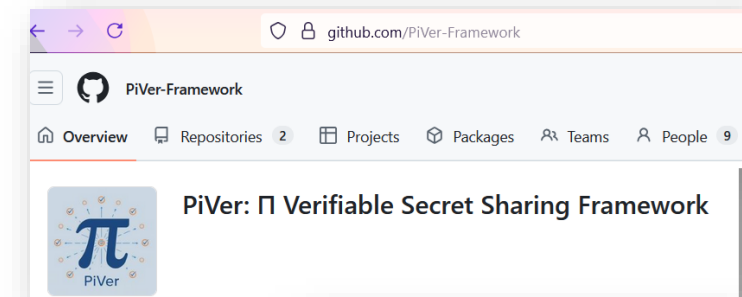 github.com/PiVer-Framework
PiVer-Framework
Overview Repositories 2 Projects Packages Teams People 9
PiVer: Π Verifiable Secret Sharing Framework
π
PiVer